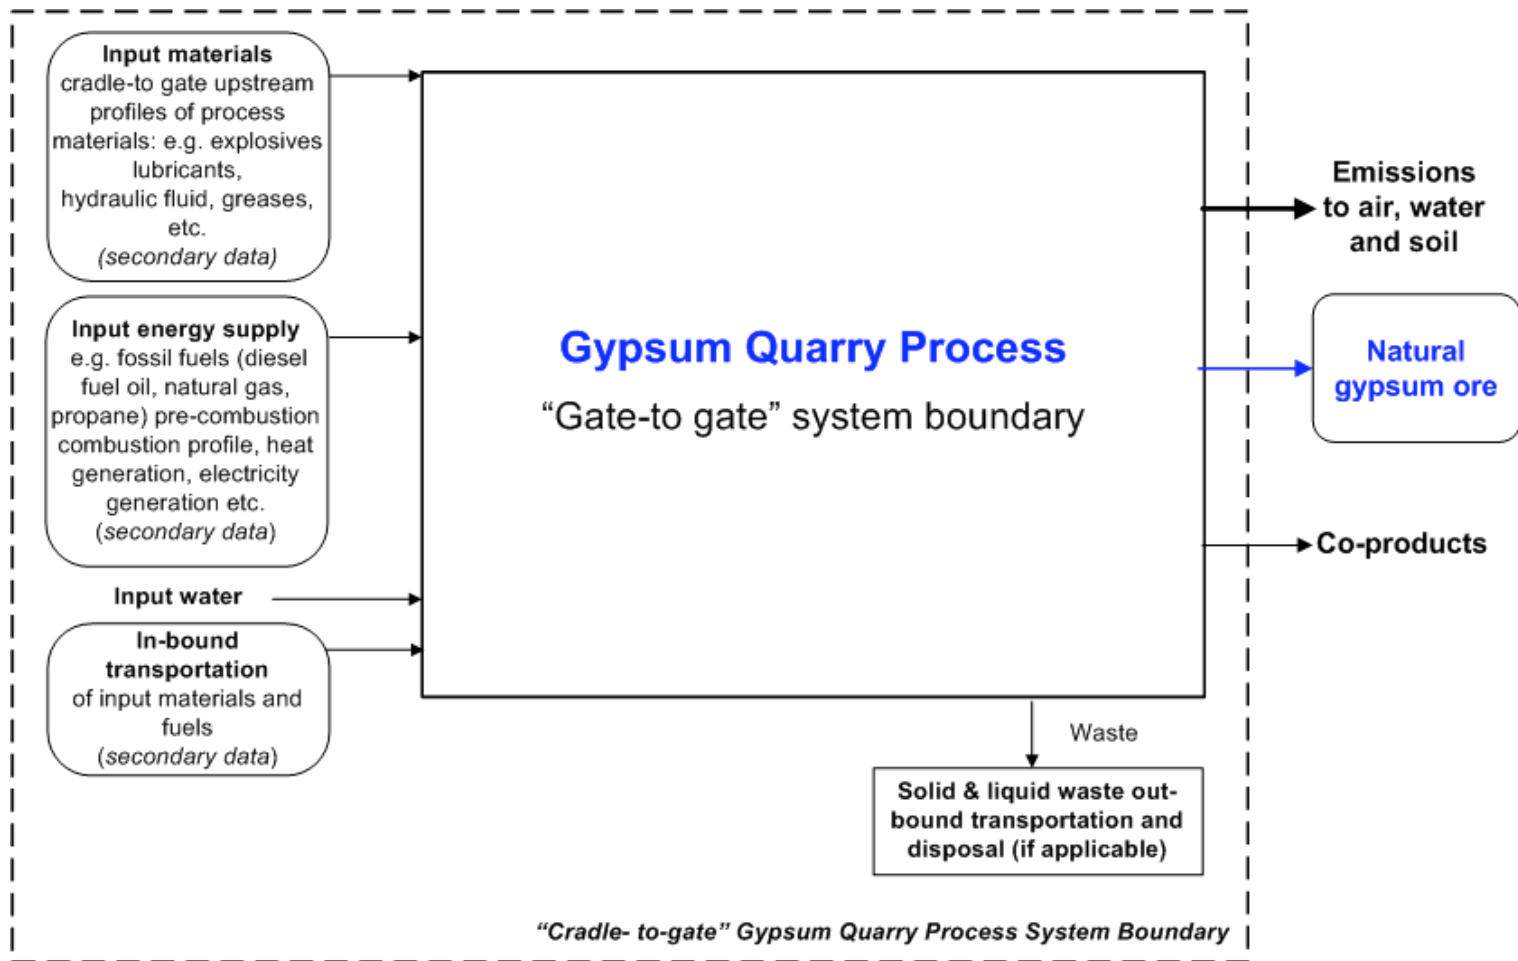 Input materials
cradle-to gate upstream
profiles of process
materials: e.g. explosives
lubricants,
hydraulic fluid, greases,
etc.
(secondary data)
Input energy supply
e.g. fossil fuels (diesel
fuel oil, natural gas,
propane) pre-combustion
combustion profile, heat
generation, electricity
generation etc.
(secondary data)
Input water
In-bound
transportation
of input materials and
fuels
(secondary data)
Gypsum Quarry Process
“Gate-to gate” system boundary
Emissions
to air, water
and soil
Natural
gypsum ore
Co-products
Waste
Solid & liquid waste out-
bound transportation and
disposal (if applicable)
“Cradle- to-gate” Gypsum Quarry Process System Boundary